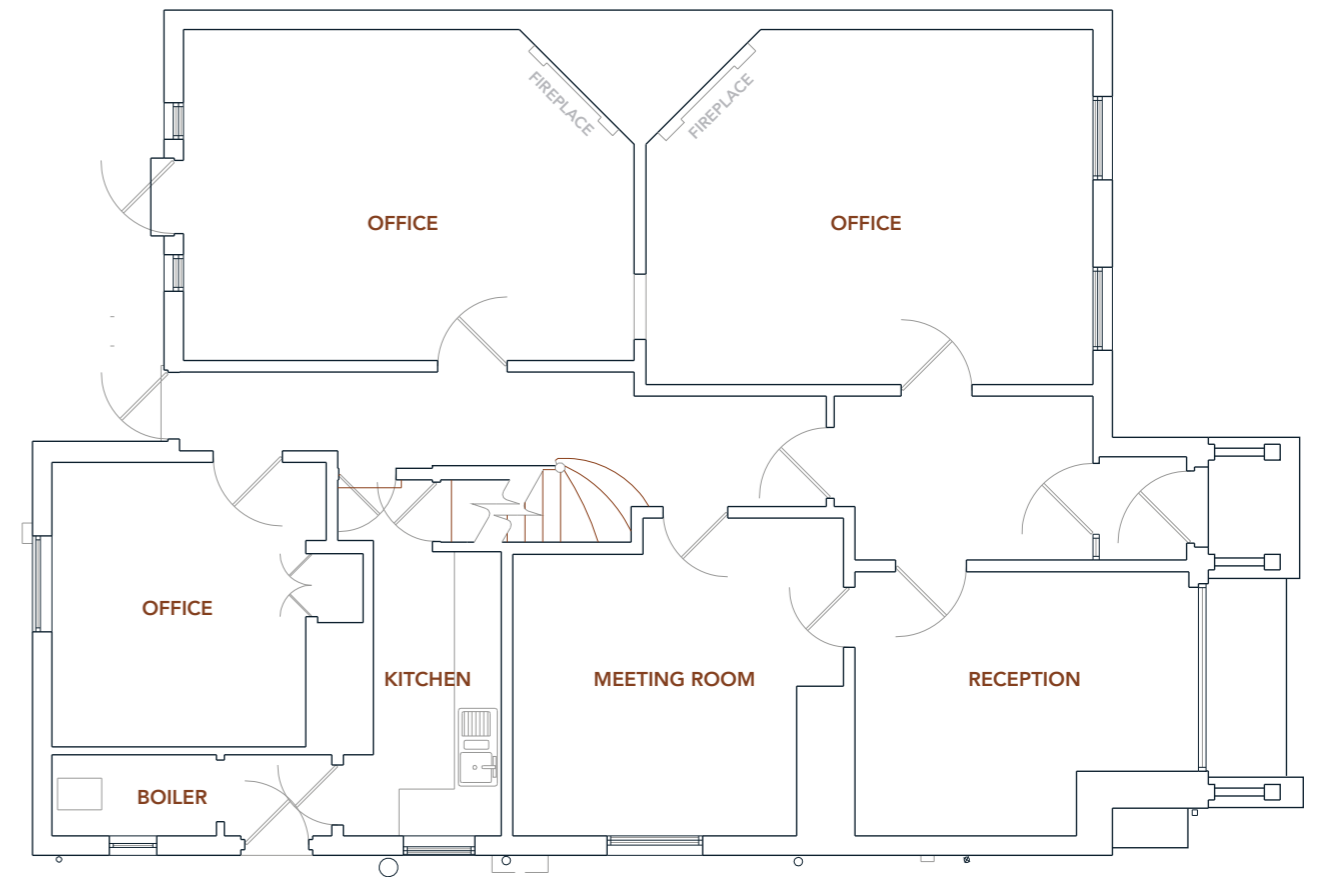 FIREPLACE
FIREPLACE
OFFICE
OFFICE
OFFICE
KITCHEN
MEETING ROOM
RECEPTION
BOILER